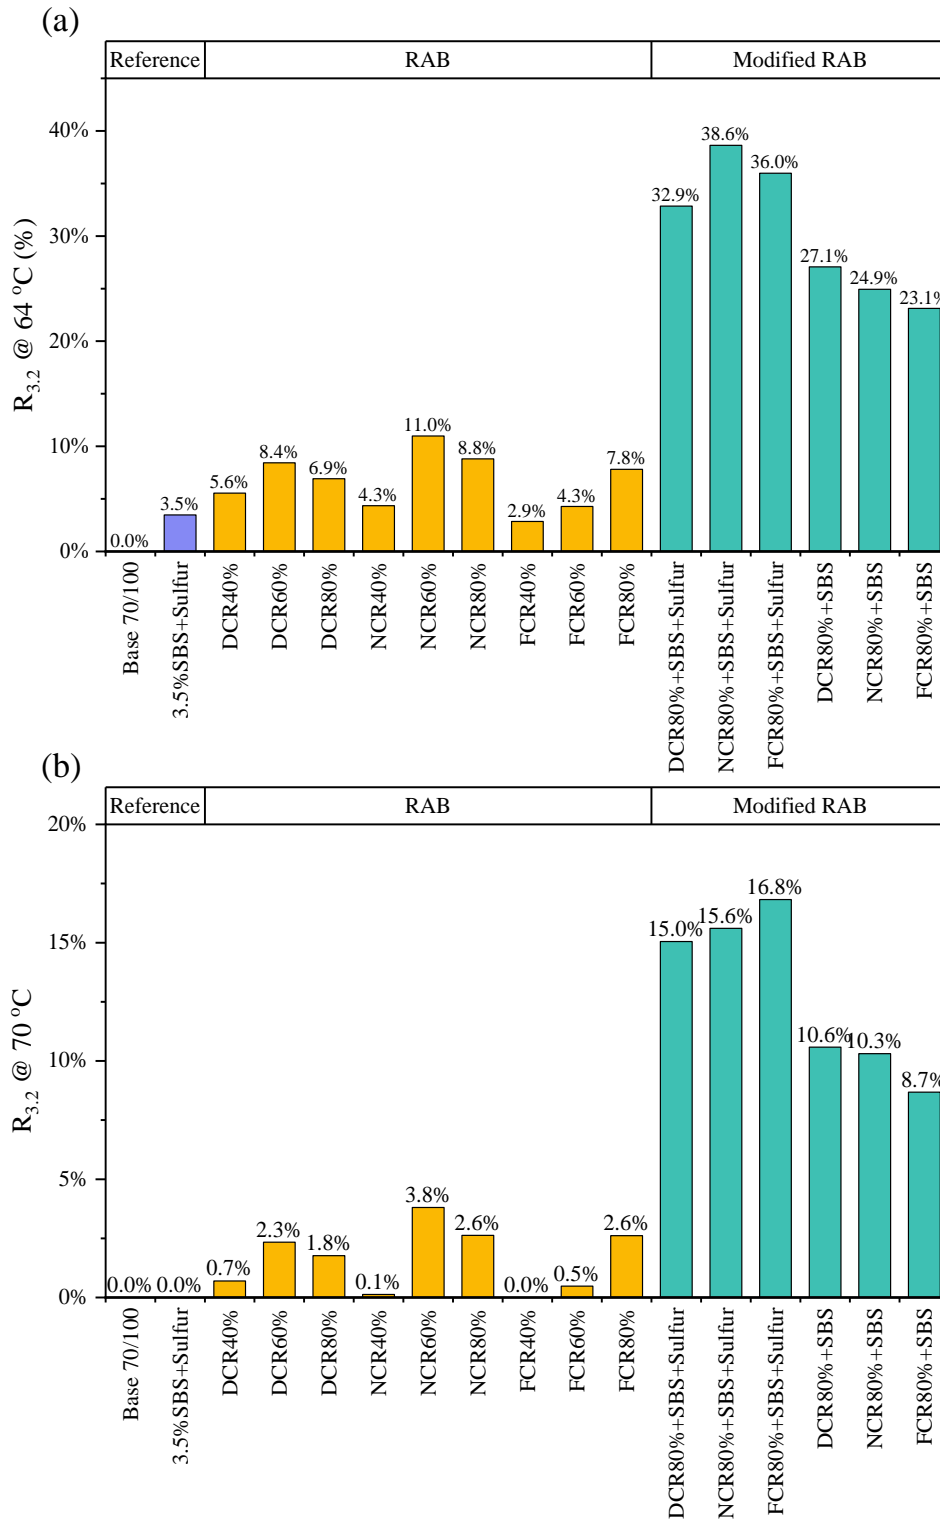 (a)
Reference RAB Modified RAB
R3.2 @ 64 °C (%)
40%
30%
20%
10%
0%
0.0% 3.5% 5.6% 8.4% 6.9% 4.3% 11.0% 8.8% 2.9% 4.3% 7.8% 32.9% 38.6% 36.0% 27.1% 24.9% 23.1%
Base 70/100
3.5%SBS+Sulfur
DCR40%
DCR60%
DCR80%
NCR40%
NCR60%
NCR80%
FCR40%
FCR60%
FCR80%
DCR80%+SBS+Sulfur
NCR80%+SBS+Sulfur
FCR80%+SBS+Sulfur
DCR80%+SBS
NCR80%+SBS
FCR80%+SBS
(b)
Reference RAB Modified RAB
R3.2 @ 70 °C
20%
15%
10%
5%
0%
0.0% 0.0% 0.7% 2.3% 1.8% 0.1% 3.8% 2.6% 0.0% 0.5% 2.6% 15.0% 15.6% 16.8% 10.6% 10.3% 8.7%
Base 70/100
3.5%SBS+Sulfur
DCR40%
DCR60%
DCR80%
NCR40%
NCR60%
NCR80%
FCR40%
FCR60%
FCR80%
DCR80%+SBS+Sulfur
NCR80%+SBS+Sulfur
FCR80%+SBS+Sulfur
DCR80%+SBS
NCR80%+SBS
FCR80%+SBS